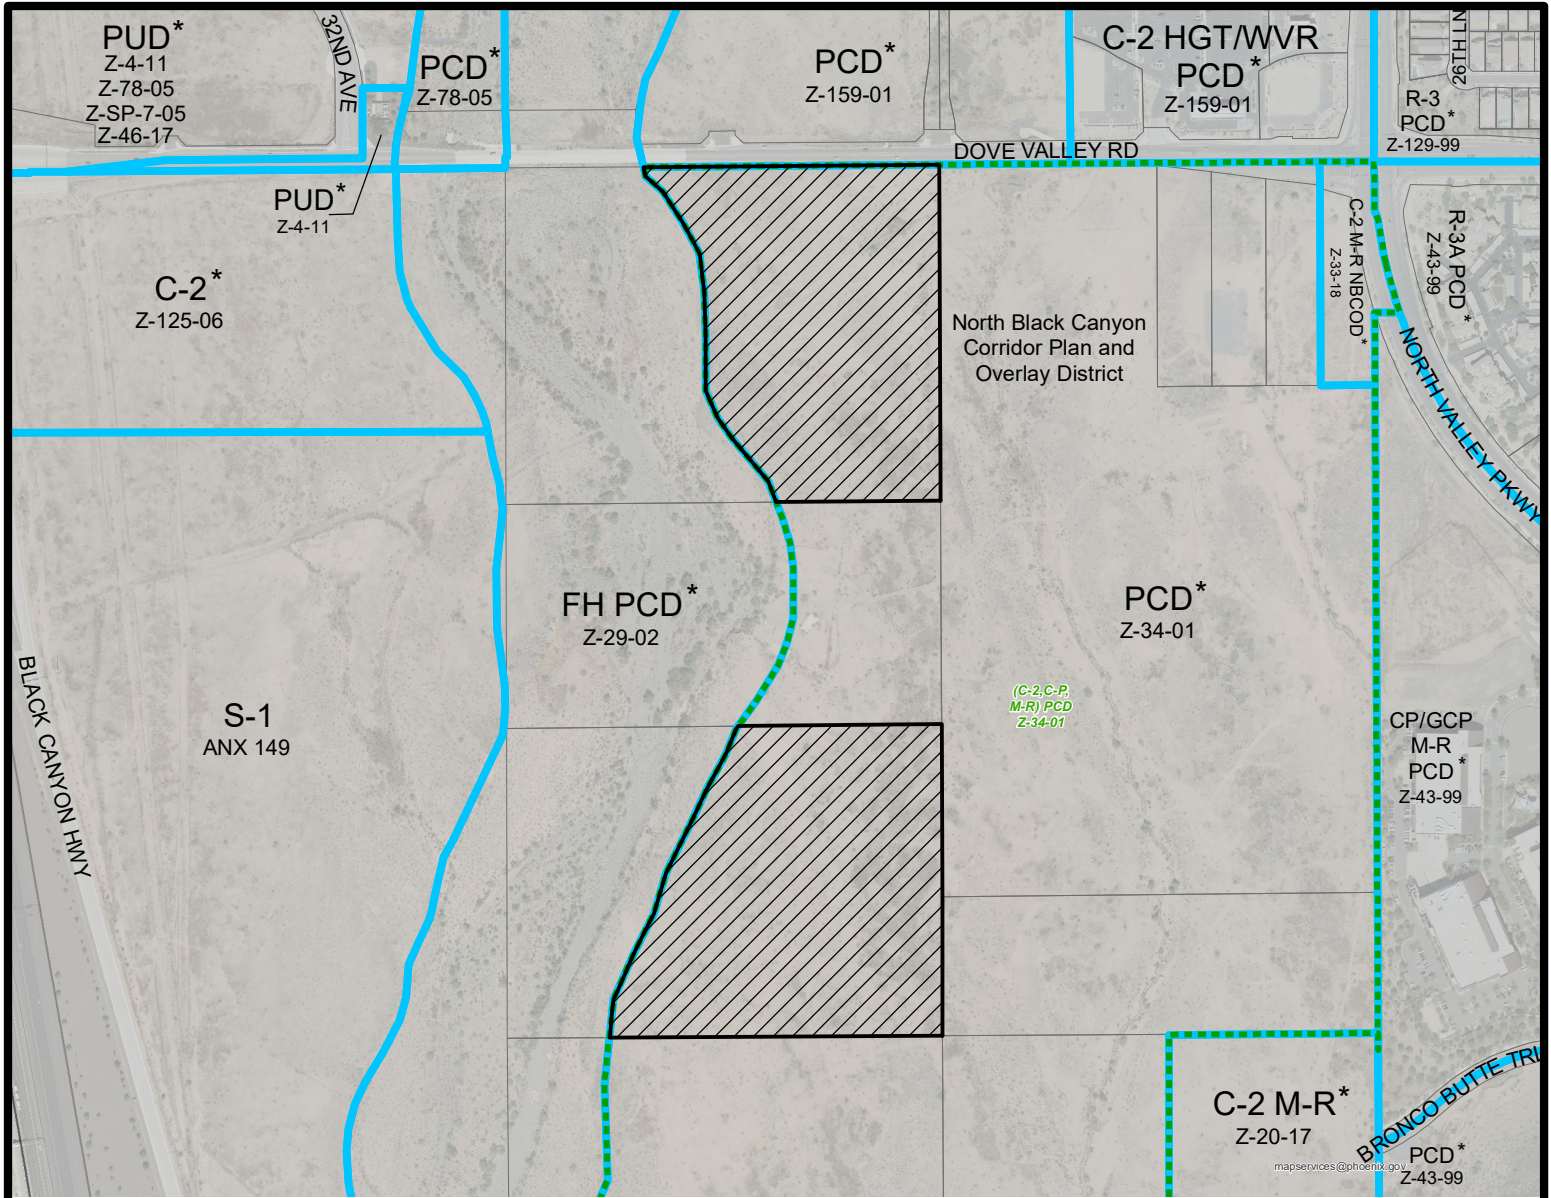 PUD*
Z-4-11
Z-78-05
Z-SP-7-05
Z-46-17
32ND AVE
PCD*
Z-78-05
PCD*
Z-159-01
C-2 HGT/WVR
PCD*
Z-159-01
26TH LN
R-3
PCD*
Z-129-99
DOVE VALLEY RD
PUD*
Z-4-11
C-2*
Z-125-06
North Black Canyon
Corridor Plan and
Overlay District
C-2 M-R NBCOD*
Z-33-18
R-3A PCD*
Z-43-99
NORTH VALLEY PKWY
FH PCD*
Z-29-02
PCD*
Z-34-01
(C-2,C-P,
M-R) PCD
Z-34-01
BLACK CANYON HWY
S-1
ANX 149
CP/GCP
M-R
PCD*
Z-43-99
C-2 M-R*
Z-20-17
BRONCO BUTTE TRL
PCD*
Z-43-99
mapservices@phoenix.gov